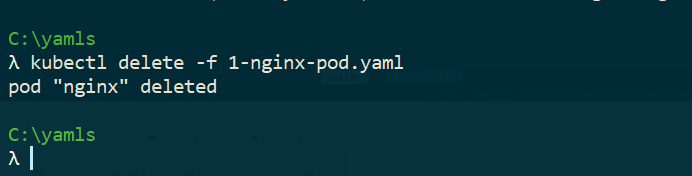 C:\yamls
λ kubectl delete -f 1-nginx-pod.yaml
pod "nginx" deleted
C:\yamls
λ